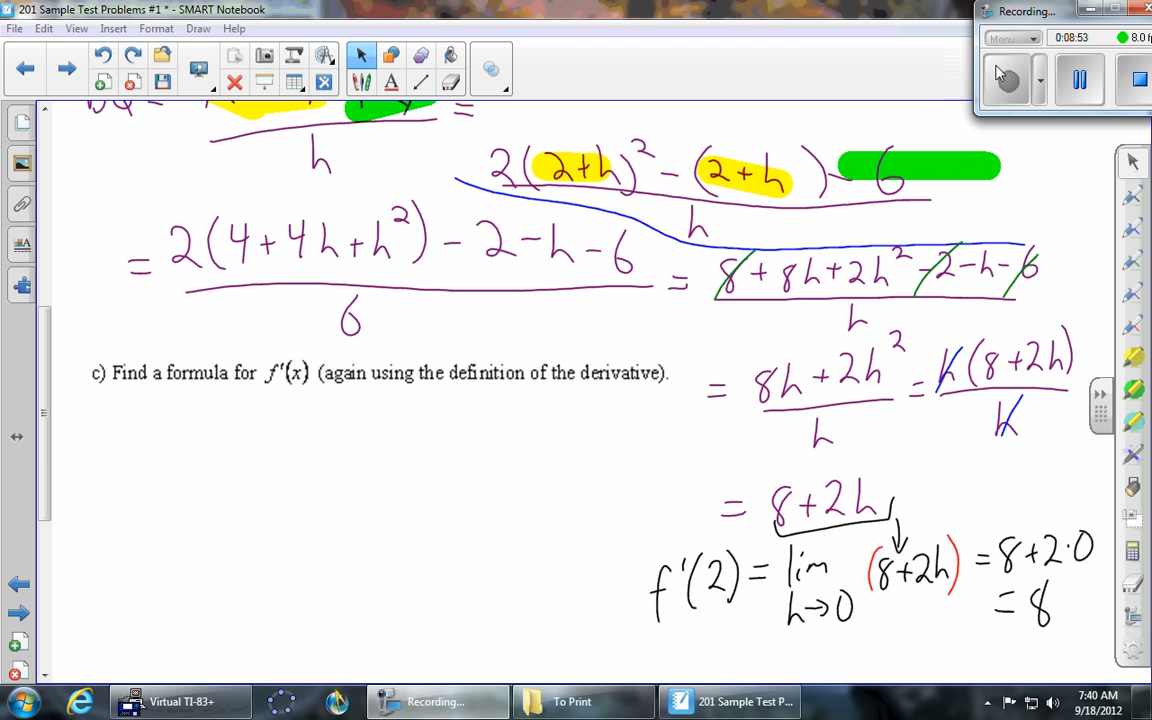 201 Sample Test Problems #1 * - SMART Notebook
File Edit View Insert Format Draw Help
Recording...
Menu 0:08:53 8.0 f
h =
2(2+h)² - (2+h) - 6
h
= 2(4+4h+h²) - 2 - h - 6
6
= 8+8h+2h² - 2 - h - 6
h
c) Find a formula for f'(x) (again using the definition of the derivative).
= 8h+2h² = h(8+2h)
h h
= 8+2h
f'(2) = lim (8+2h) = 8+2·0
h→0 = 8
Virtual TI-83+ Recording... To Print 201 Sample Test P... 7:40 AM
9/18/2012